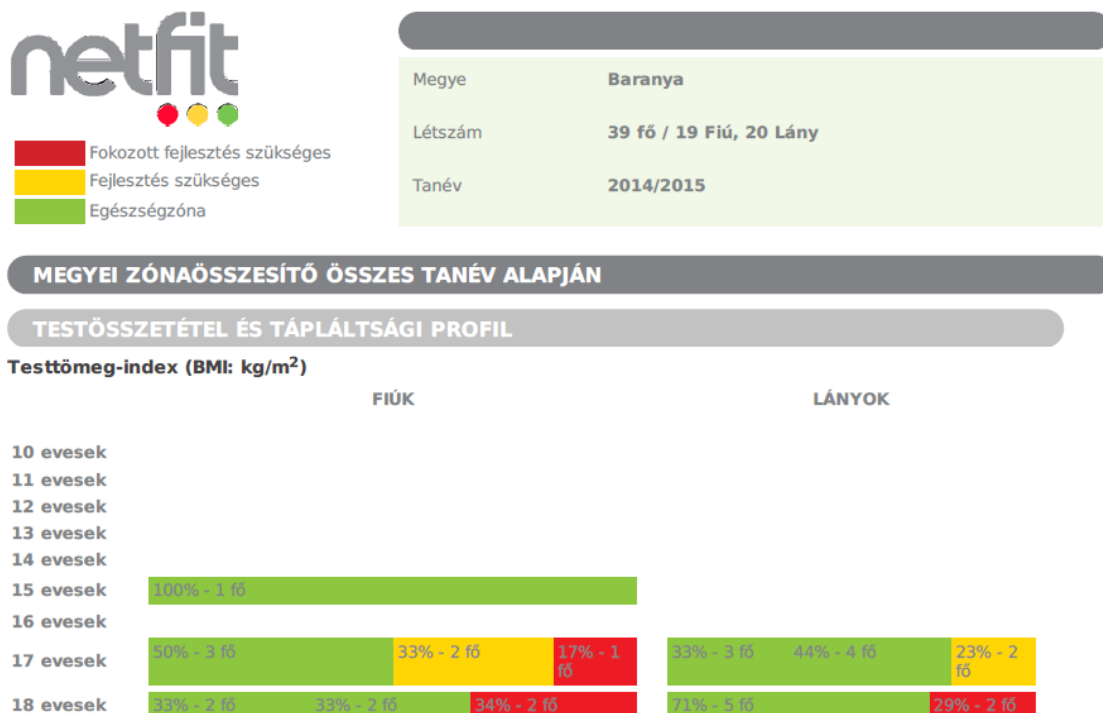 netfit
Fokozott fejlesztés szükséges
Fejlesztés szükséges
Egészségzóna
Megye Baranya
Létszám 39 fő / 19 Fiú, 20 Lány
Tanév 2014/2015
MEGYEI ZÓNAÖSSZESÍTŐ ÖSSZES TANÉV ALAPJÁN
TESTÖSSZETÉTEL ÉS TÁPLÁLTSÁGI PROFIL
Testtömeg-index (BMI: kg/m²)
FIÚK LÁNYOK
10 evesek
11 evesek
12 evesek
13 evesek
14 evesek
15 evesek 100% - 1 fő
16 evesek
17 evesek 50% - 3 fő 33% - 2 fő 17% - 1 fő 33% - 3 fő 44% - 4 fő 23% - 2 fő
18 evesek 33% - 2 fő 33% - 2 fő 34% - 2 fő 71% - 5 fő 29% - 2 fő